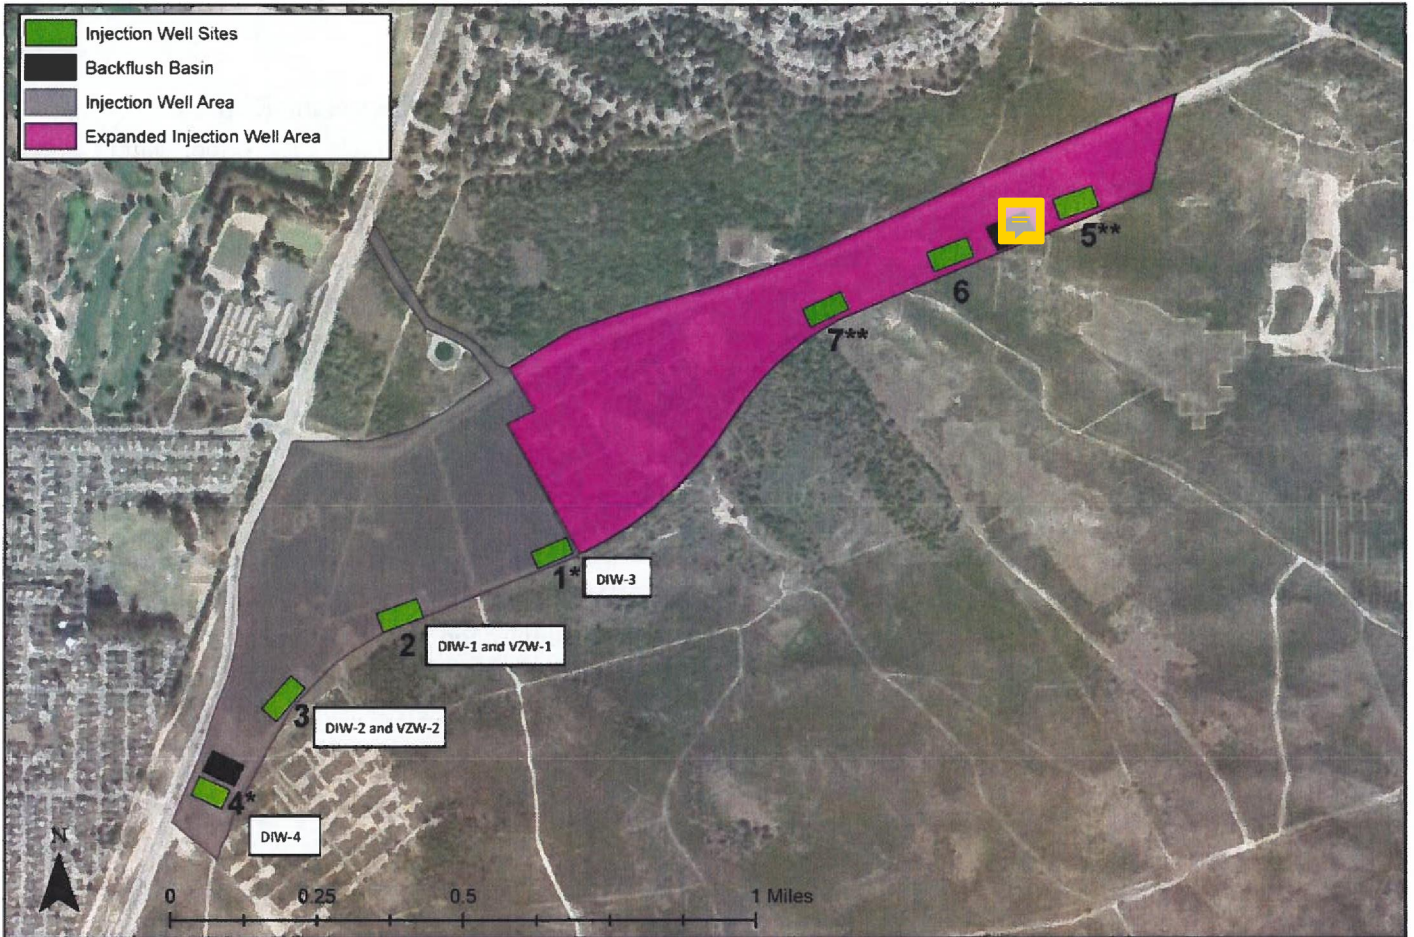 Injection Well Sites
Backflush Basin
Injection Well Area
Expanded Injection Well Area
5**
6
7**
1*
DIW-3
2
DIW-1 and VZW-1
3
DIW-2 and VZW-2
4*
DIW-4
N
0 0.25 0.5 1 Miles